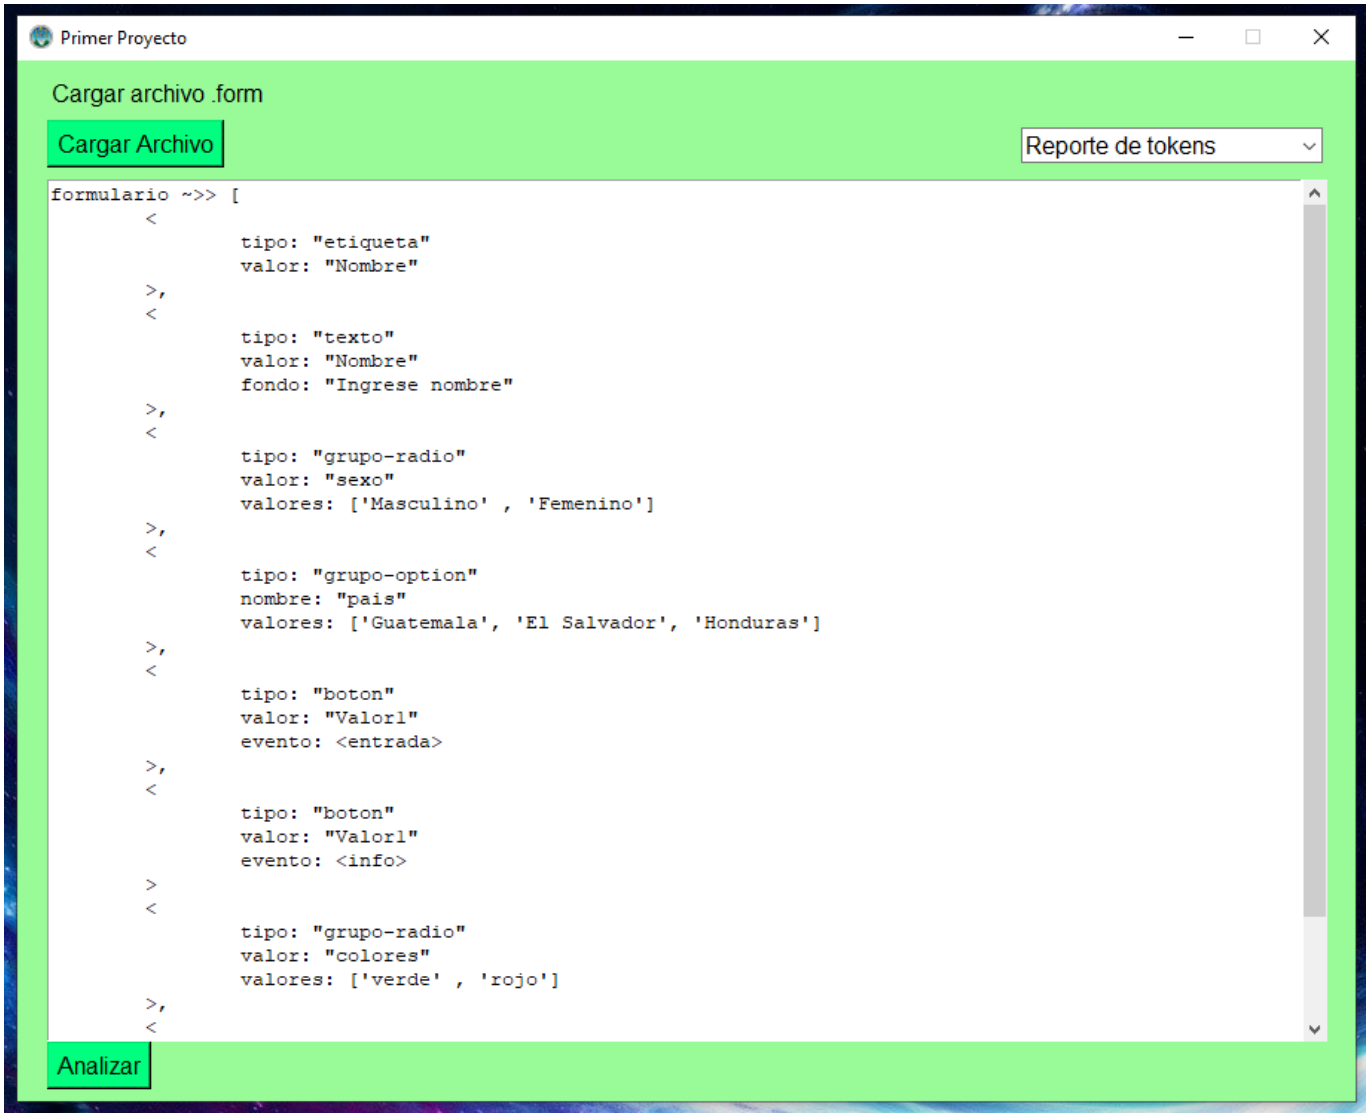 Primer Proyecto
Cargar archivo .form
Cargar Archivo
Reporte de tokens
formulario ~>> [
<
tipo: "etiqueta"
valor: "Nombre"
>,
<
tipo: "texto"
valor: "Nombre"
fondo: "Ingrese nombre"
>,
<
tipo: "grupo-radio"
valor: "sexo"
valores: ['Masculino' , 'Femenino']
>,
<
tipo: "grupo-option"
nombre: "pais"
valores: ['Guatemala', 'El Salvador', 'Honduras']
>,
<
tipo: "boton"
valor: "Valor1"
evento: <entrada>
>,
<
tipo: "boton"
valor: "Valor1"
evento: <info>
>
<
tipo: "grupo-radio"
valor: "colores"
valores: ['verde' , 'rojo']
>,
<
Analizar